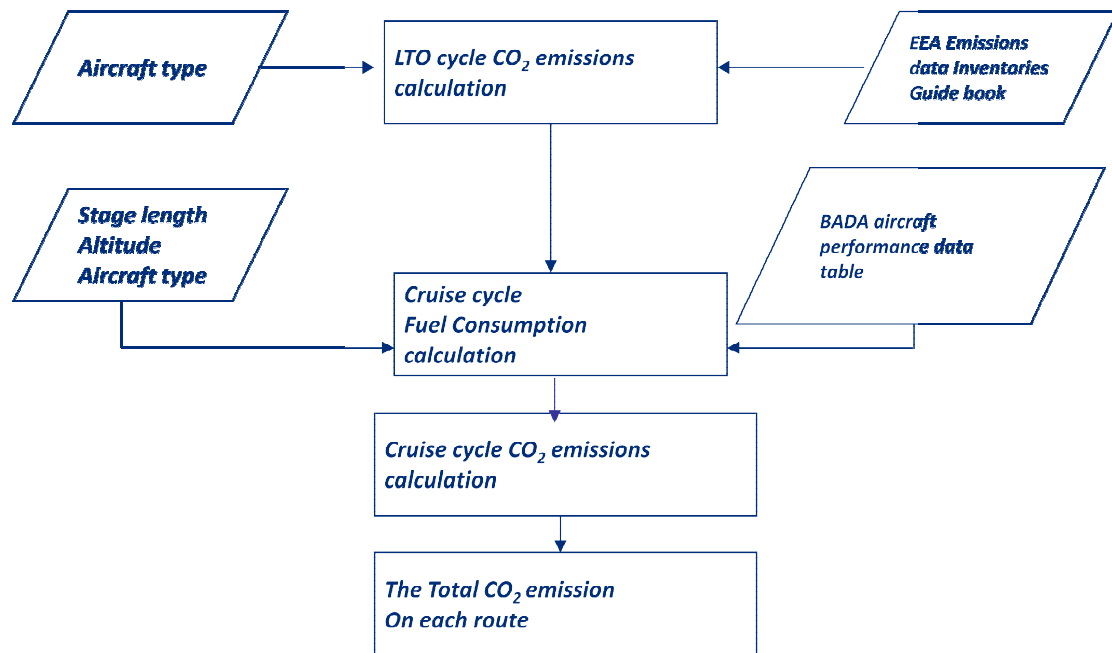 Aircraft type
LTO cycle CO₂ emissions
calculation
EEA Emissions
data Inventories
Guide book
Stage length
Altitude
Aircraft type
BADA aircraft
performance data
table
Cruise cycle
Fuel Consumption
calculation
Cruise cycle CO₂ emissions
calculation
The Total CO₂ emission
On each route